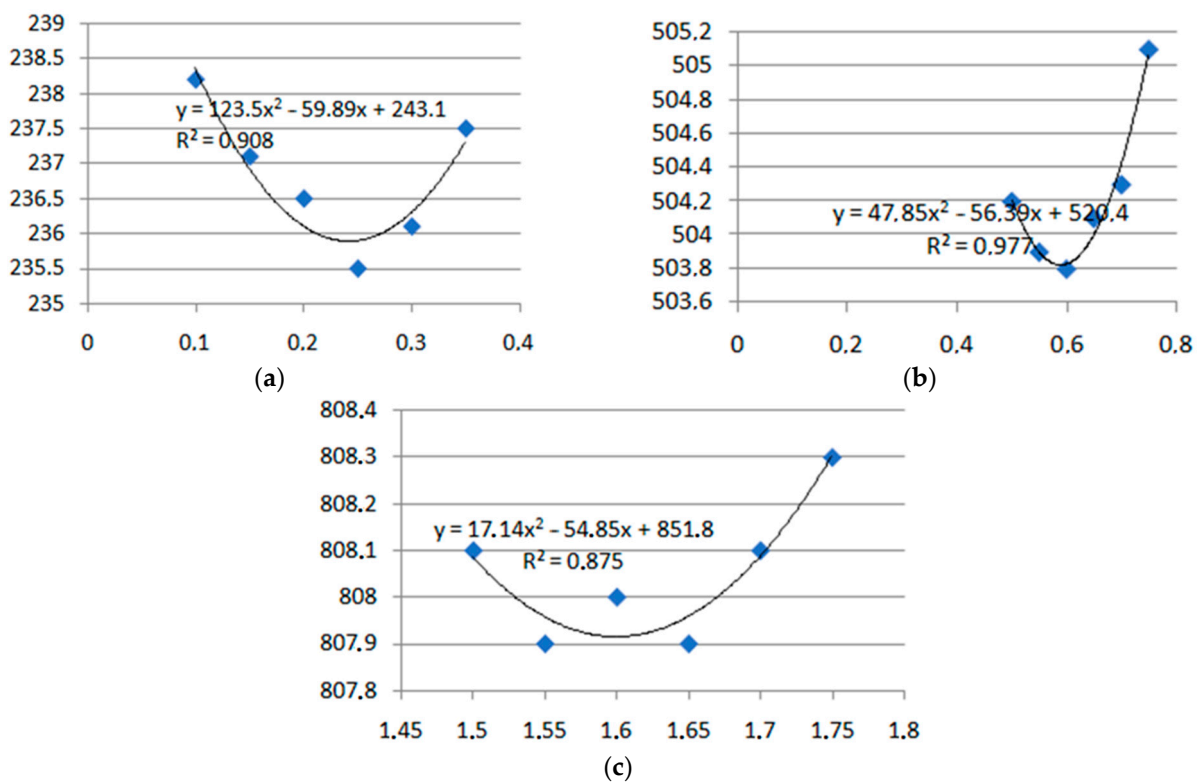 239
238.5
238
237.5
237
236.5
236
235.5
235
y = 123.5x² - 59.89x + 243.1
R² = 0.908
0 0.1 0.2 0.3 0.4
(a)
505.2
505
504.8
504.6
504.4
504.2
504
503.8
503.6
y = 47.85x² - 56.39x + 520.4
R² = 0.977
0 0.2 0.4 0.6 0.8
(b)
808.4
808.3
808.2
808.1
808
807.9
807.8
y = 17.14x² - 54.85x + 851.8
R² = 0.875
1.45 1.5 1.55 1.6 1.65 1.7 1.75 1.8
(c)